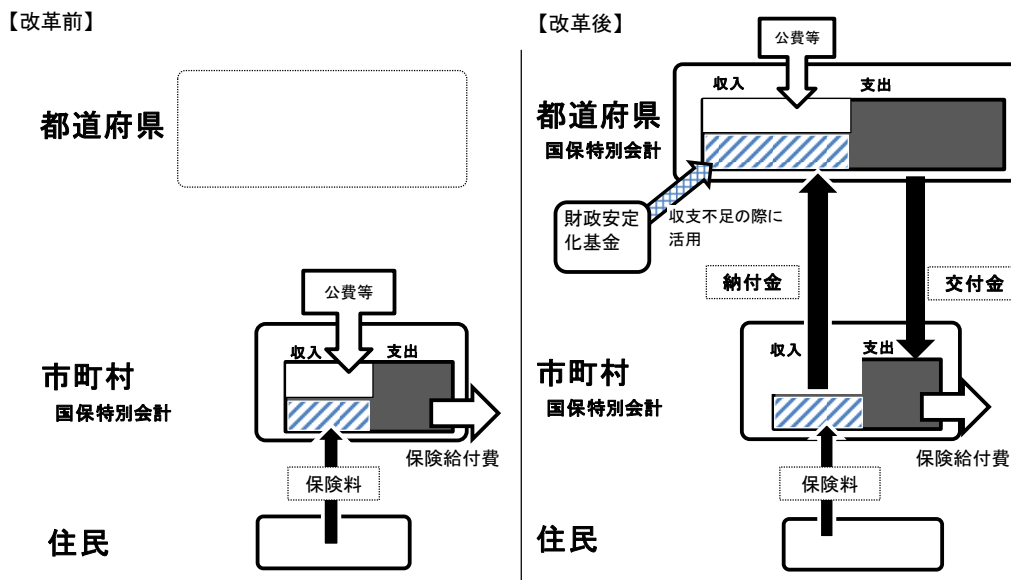 【改革前】
都道府県
公費等
収入
支出
市町村
国保特別会計
保険給付費
保険料
住民
【改革後】
公費等
収入
支出
都道府県
国保特別会計
財政安定
化基金
収支不足の際に
活用
納付金
交付金
収入
支出
市町村
国保特別会計
保険給付費
保険料
住民